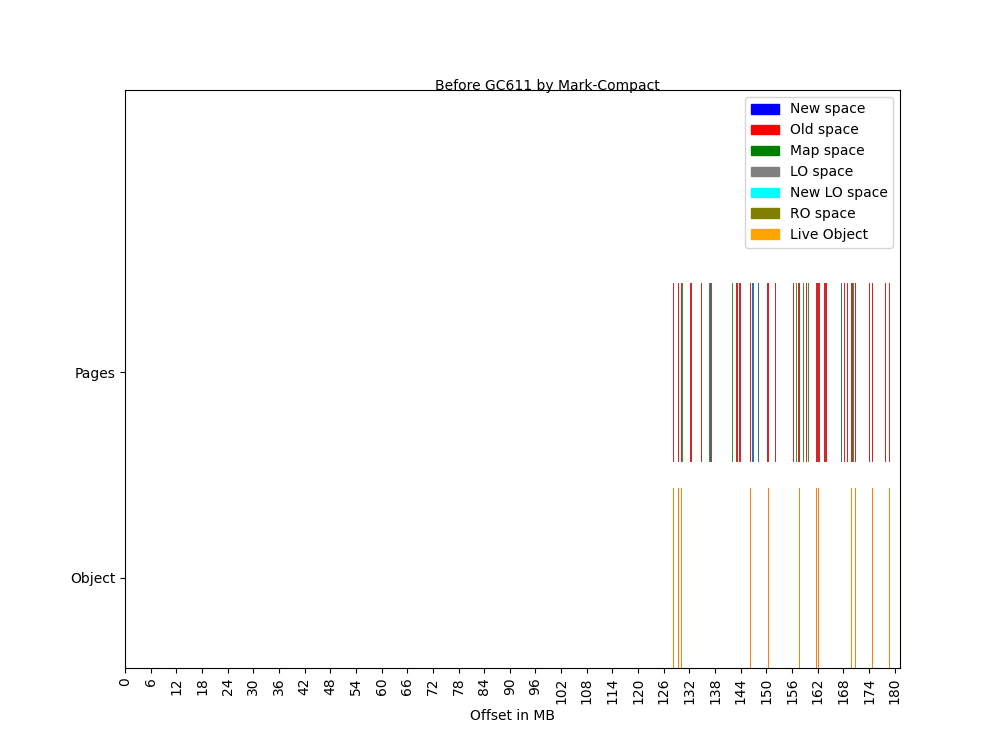 Before GC611 by Mark-Compact
New space
Old space
Map space
LO space
New LO space
RO space
Live Object
Pages
Object
0 6 12 18 24 30 36 42 48 54 60 66 72 78 84 90 96 102 108 114 120 126 132 138 144 150 156 162 168 174 180
Offset in MB